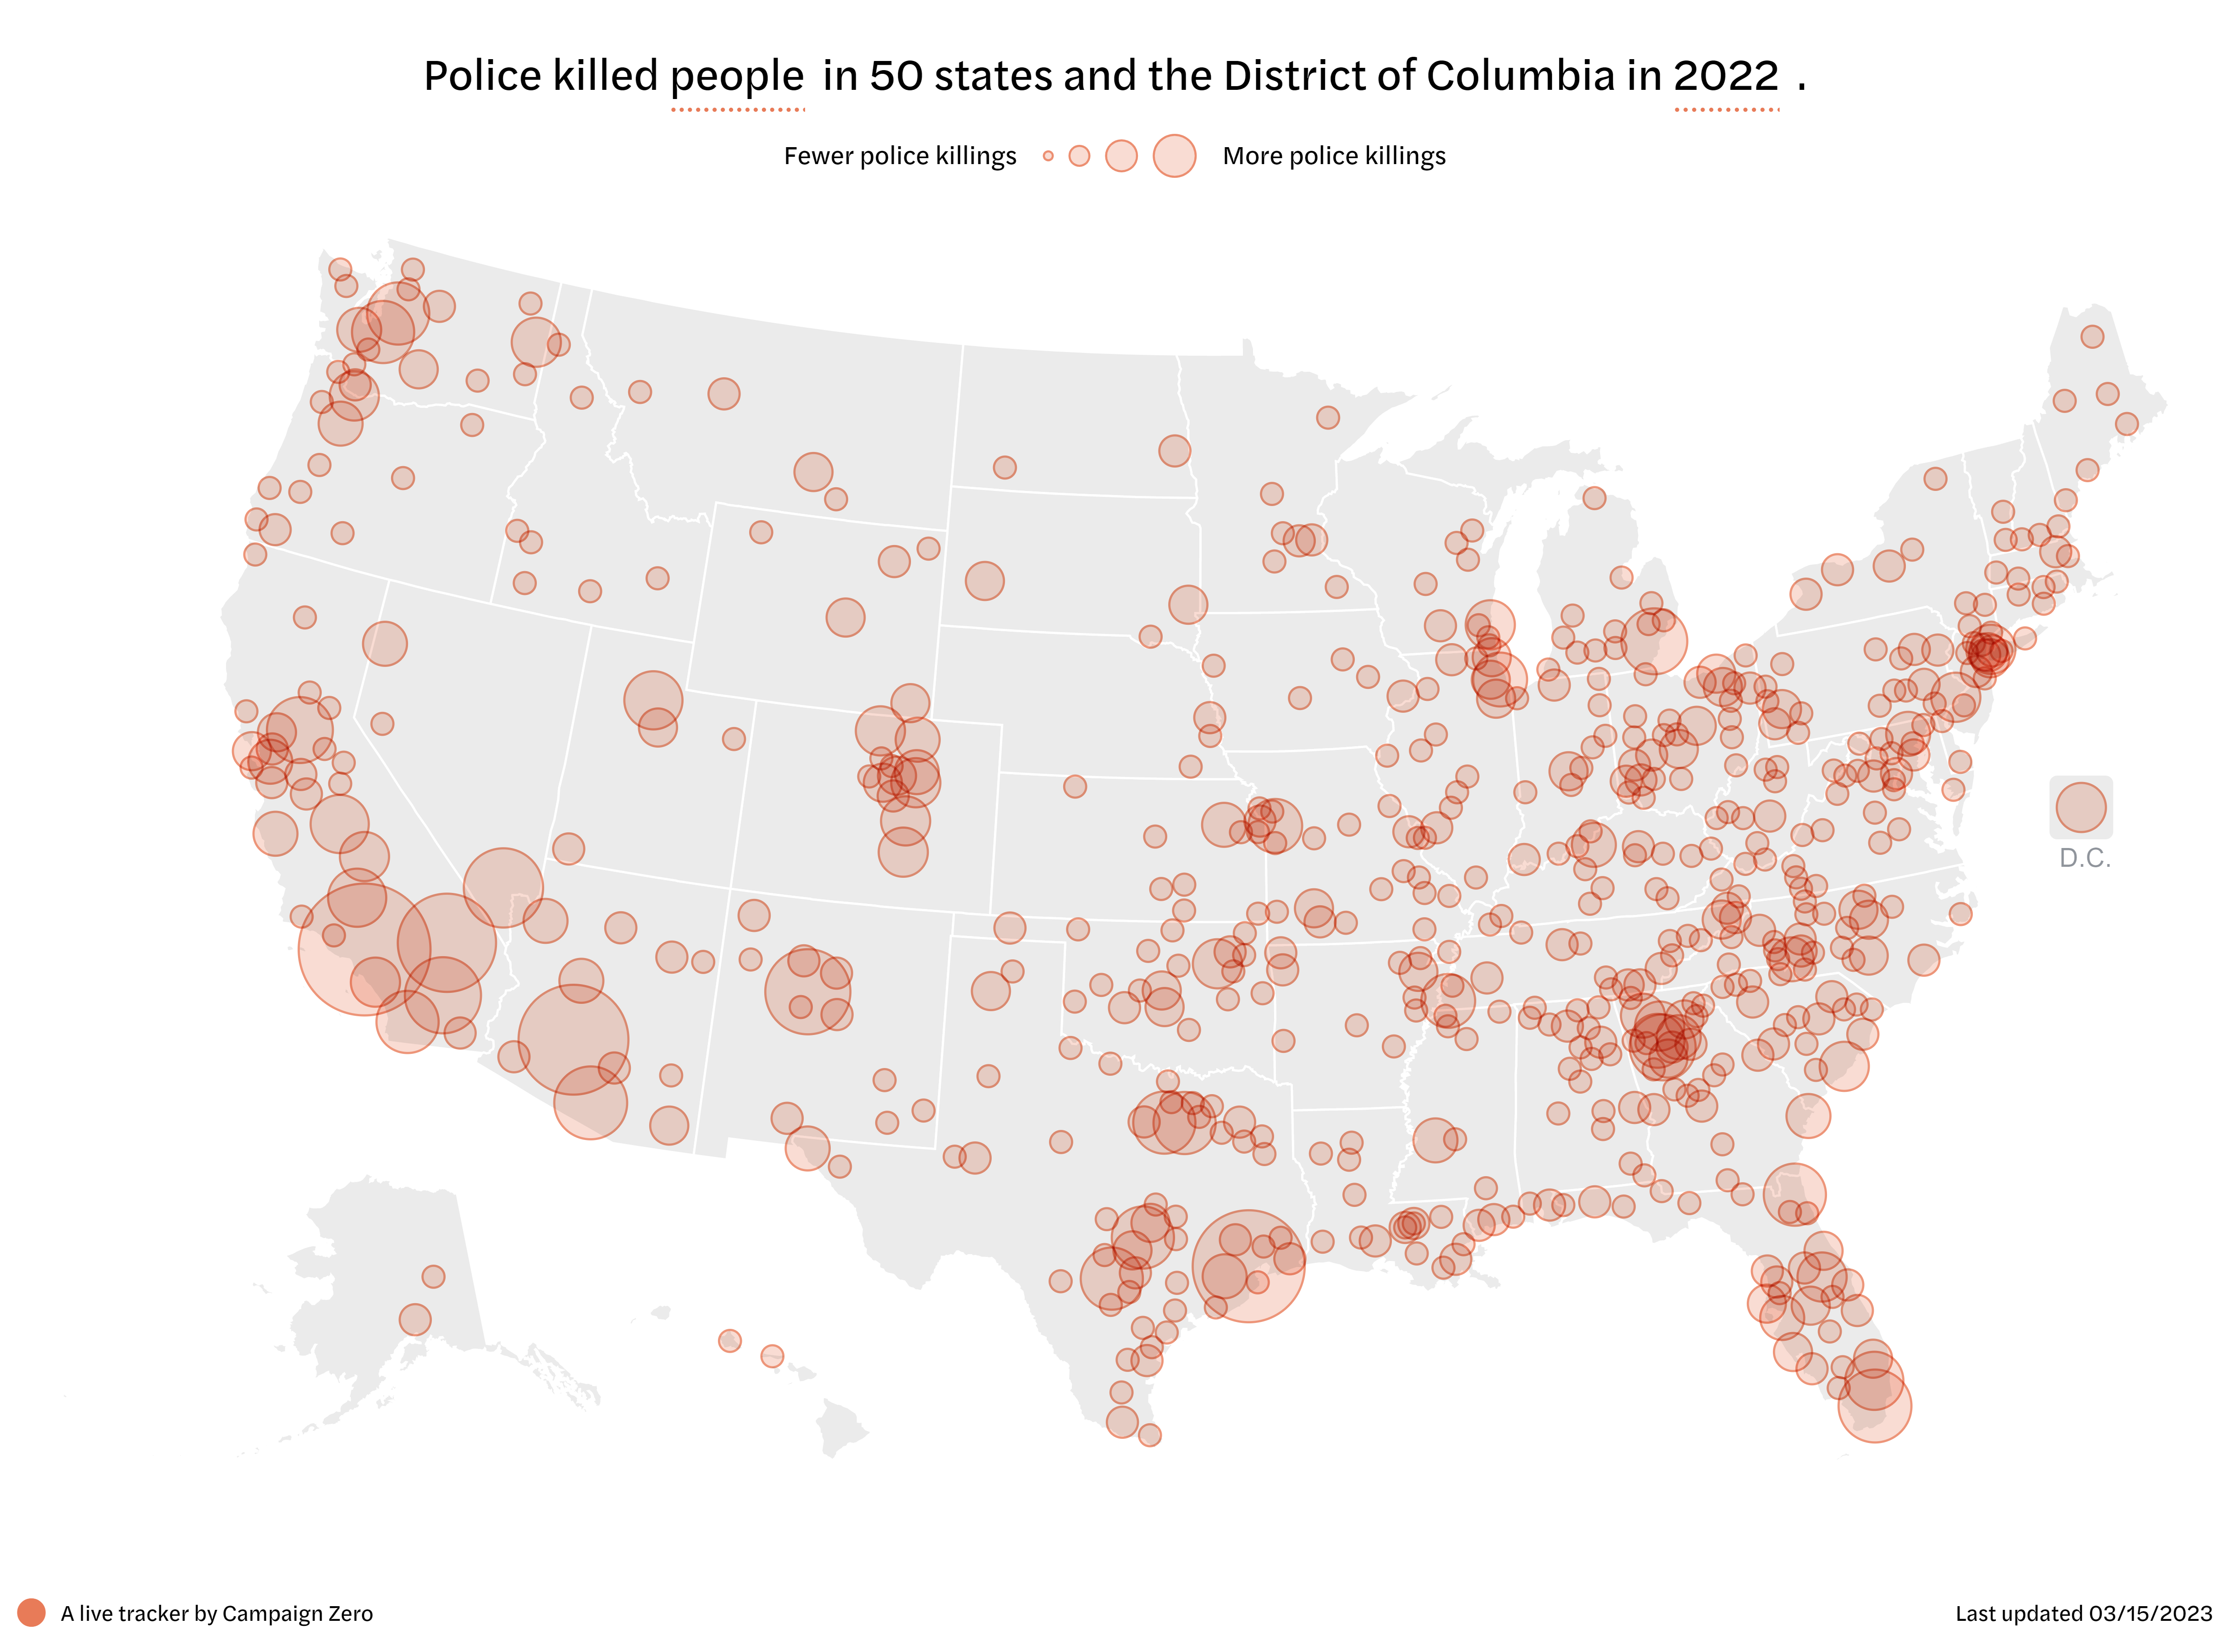 Police killed people in 50 states and the District of Columbia in 2022 .
Fewer police killings More police killings
D.C.
A live tracker by Campaign Zero
Last updated 03/15/2023